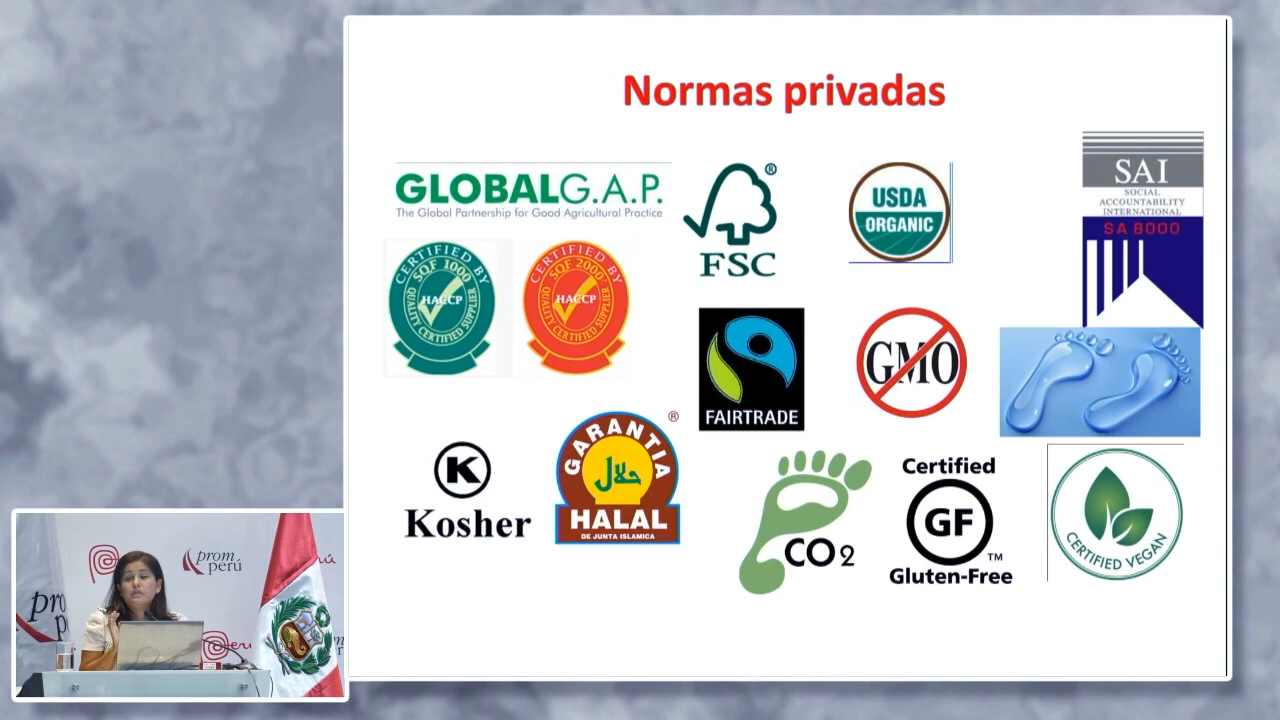 Normas privadas
GLOBALG.A.P.
The Global Partnership for Good Agricultural Practice
®
FSC
USDA
ORGANIC
SAI
SOCIAL
ACCOUNTABILITY
INTERNATIONAL
SA 8000
CERTIFIED BY
SQF 1000
HACCP
QUALITY CERTIFIED SUPPLIER
CERTIFIED BY
SQF 2000
HACCP
QUALITY CERTIFIED SUPPLIER
FAIRTRADE
GMO
K
Kosher
®
GARANTIA
حلال
HALAL
DE JUNTA ISLAMICA
CO2
Certified
GF
TM
Gluten-Free
CERTIFIED VEGAN
prom
perú